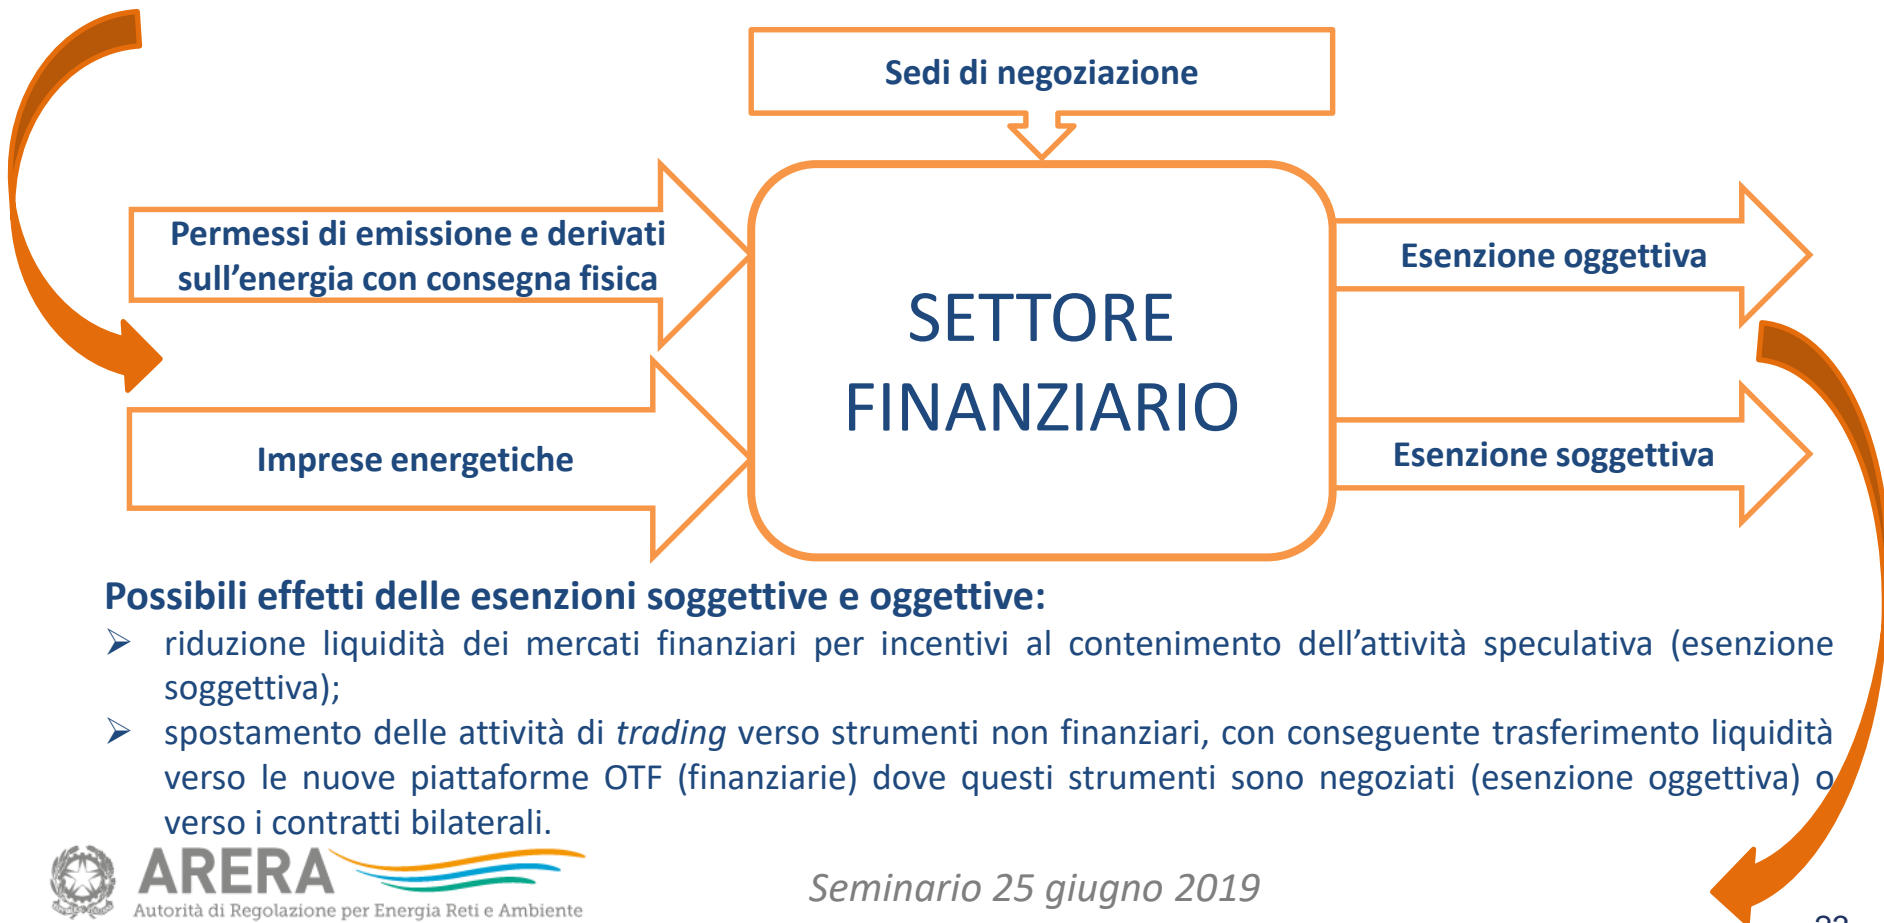 Sedi di negoziazione
Permessi di emissione e derivati
sull'energia con consegna fisica
Esenzione oggettiva
SETTORE
FINANZIARIO
Imprese energetiche
Esenzione soggettiva
Possibili effetti delle esenzioni soggettive e oggettive:
➢ riduzione liquidità dei mercati finanziari per incentivi al contenimento dell'attività speculativa (esenzione
soggettiva);
➢ spostamento delle attività di trading verso strumenti non finanziari, con conseguente trasferimento liquidità
verso le nuove piattaforme OTF (finanziarie) dove questi strumenti sono negoziati (esenzione oggettiva) o
verso i contratti bilaterali.
ARERA
Autorità di Regolazione per Energia Reti e Ambiente
Seminario 25 giugno 2019